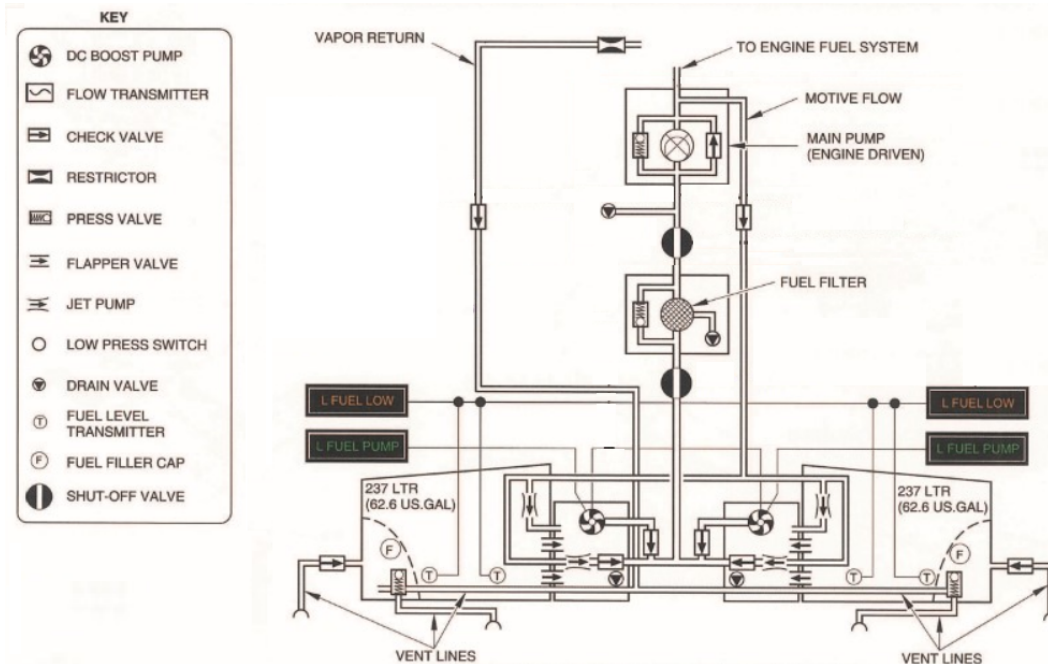 KEY
DC BOOST PUMP
FLOW TRANSMITTER
CHECK VALVE
RESTRICTOR
PRESS VALVE
FLAPPER VALVE
JET PUMP
LOW PRESS SWITCH
DRAIN VALVE
T
FUEL LEVEL
TRANSMITTER
F
FUEL FILLER CAP
SHUT-OFF VALVE
VAPOR RETURN
TO ENGINE FUEL SYSTEM
MOTIVE FLOW
MAIN PUMP
(ENGINE DRIVEN)
FUEL FILTER
L FUEL LOW
L FUEL LOW
L FUEL PUMP
L FUEL PUMP
237 LTR
(62.6 US.GAL)
237 LTR
(62.6 US.GAL)
F
F
T
T
T
T
VENT LINES
VENT LINES